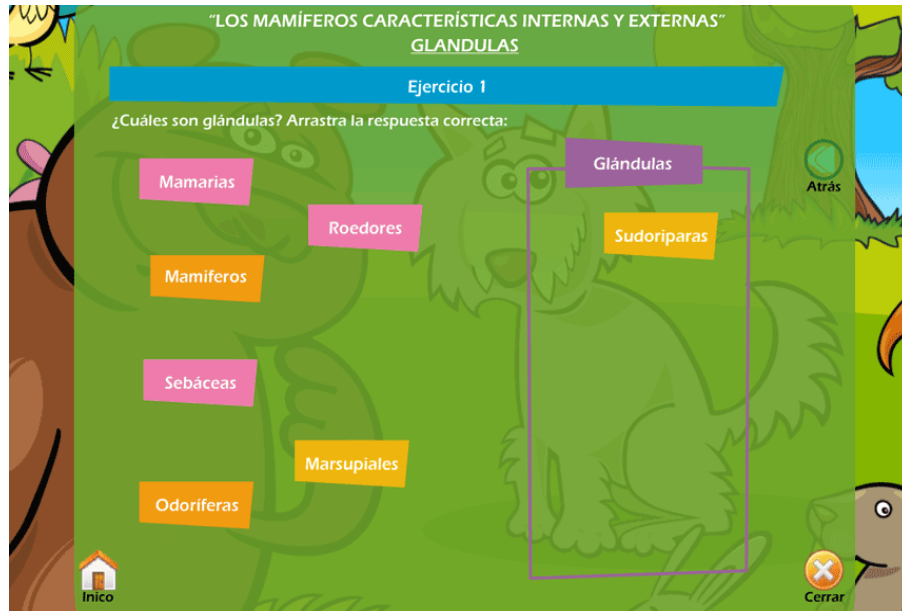 “LOS MAMÍFEROS CARACTERÍSTICAS INTERNAS Y EXTERNAS”
GLANDULAS
Ejercicio 1
¿Cuáles son glándulas? Arrastra la respuesta correcta:
Glándulas
Mamarias
Atrás
Roedores
Sudoriparas
Mamiferos
Sebáceas
Marsupiales
Odoríferas
Inico
Cerrar